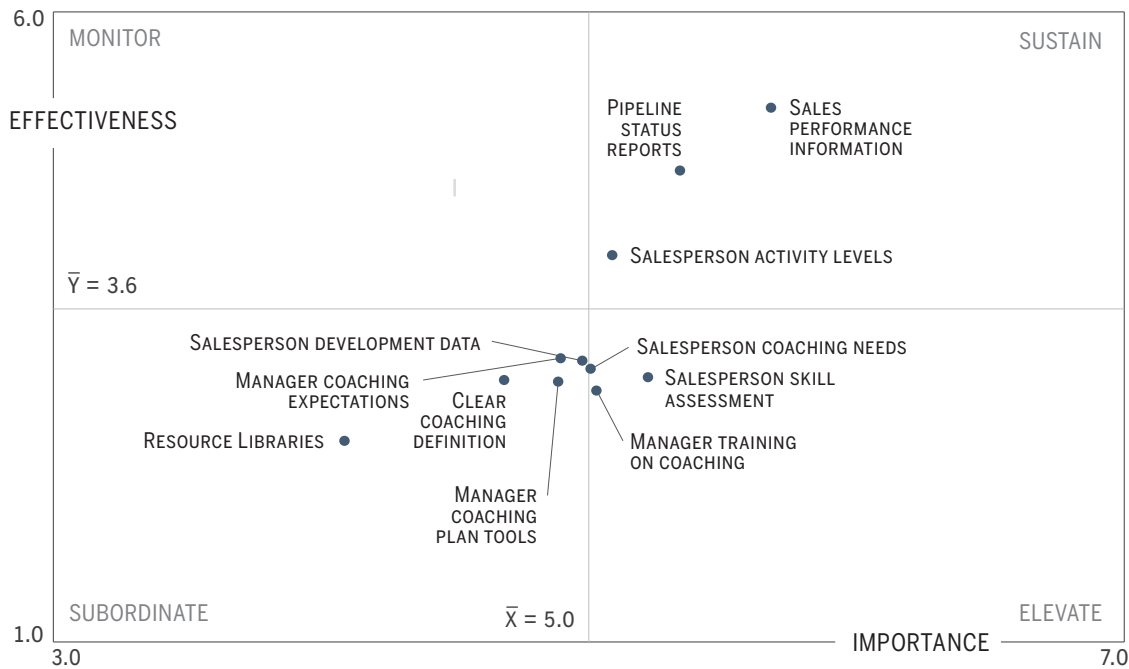 6.0
MONITOR
SUSTAIN
EFFECTIVENESS
PIPELINE
STATUS
REPORTS
SALES
PERFORMANCE
INFORMATION
SALESPERSON ACTIVITY LEVELS
Y̅ = 3.6
SALESPERSON DEVELOPMENT DATA
SALESPERSON COACHING NEEDS
MANAGER COACHING
EXPECTATIONS
SALESPERSON SKILL
ASSESSMENT
CLEAR
COACHING
DEFINITION
RESOURCE LIBRARIES
MANAGER TRAINING
ON COACHING
MANAGER
COACHING
PLAN TOOLS
SUBORDINATE
X̅ = 5.0
ELEVATE
1.0
IMPORTANCE
3.0
7.0